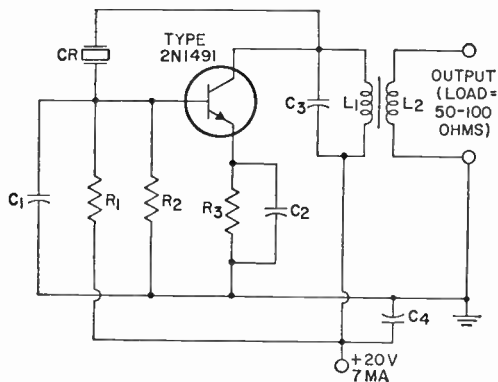 CR
TYPE
2N1491
C3
L1
L2
OUTPUT
(LOAD=
50-100
OHMS)
C1
R1
R2
R3
C2
C4
+20V
7MA